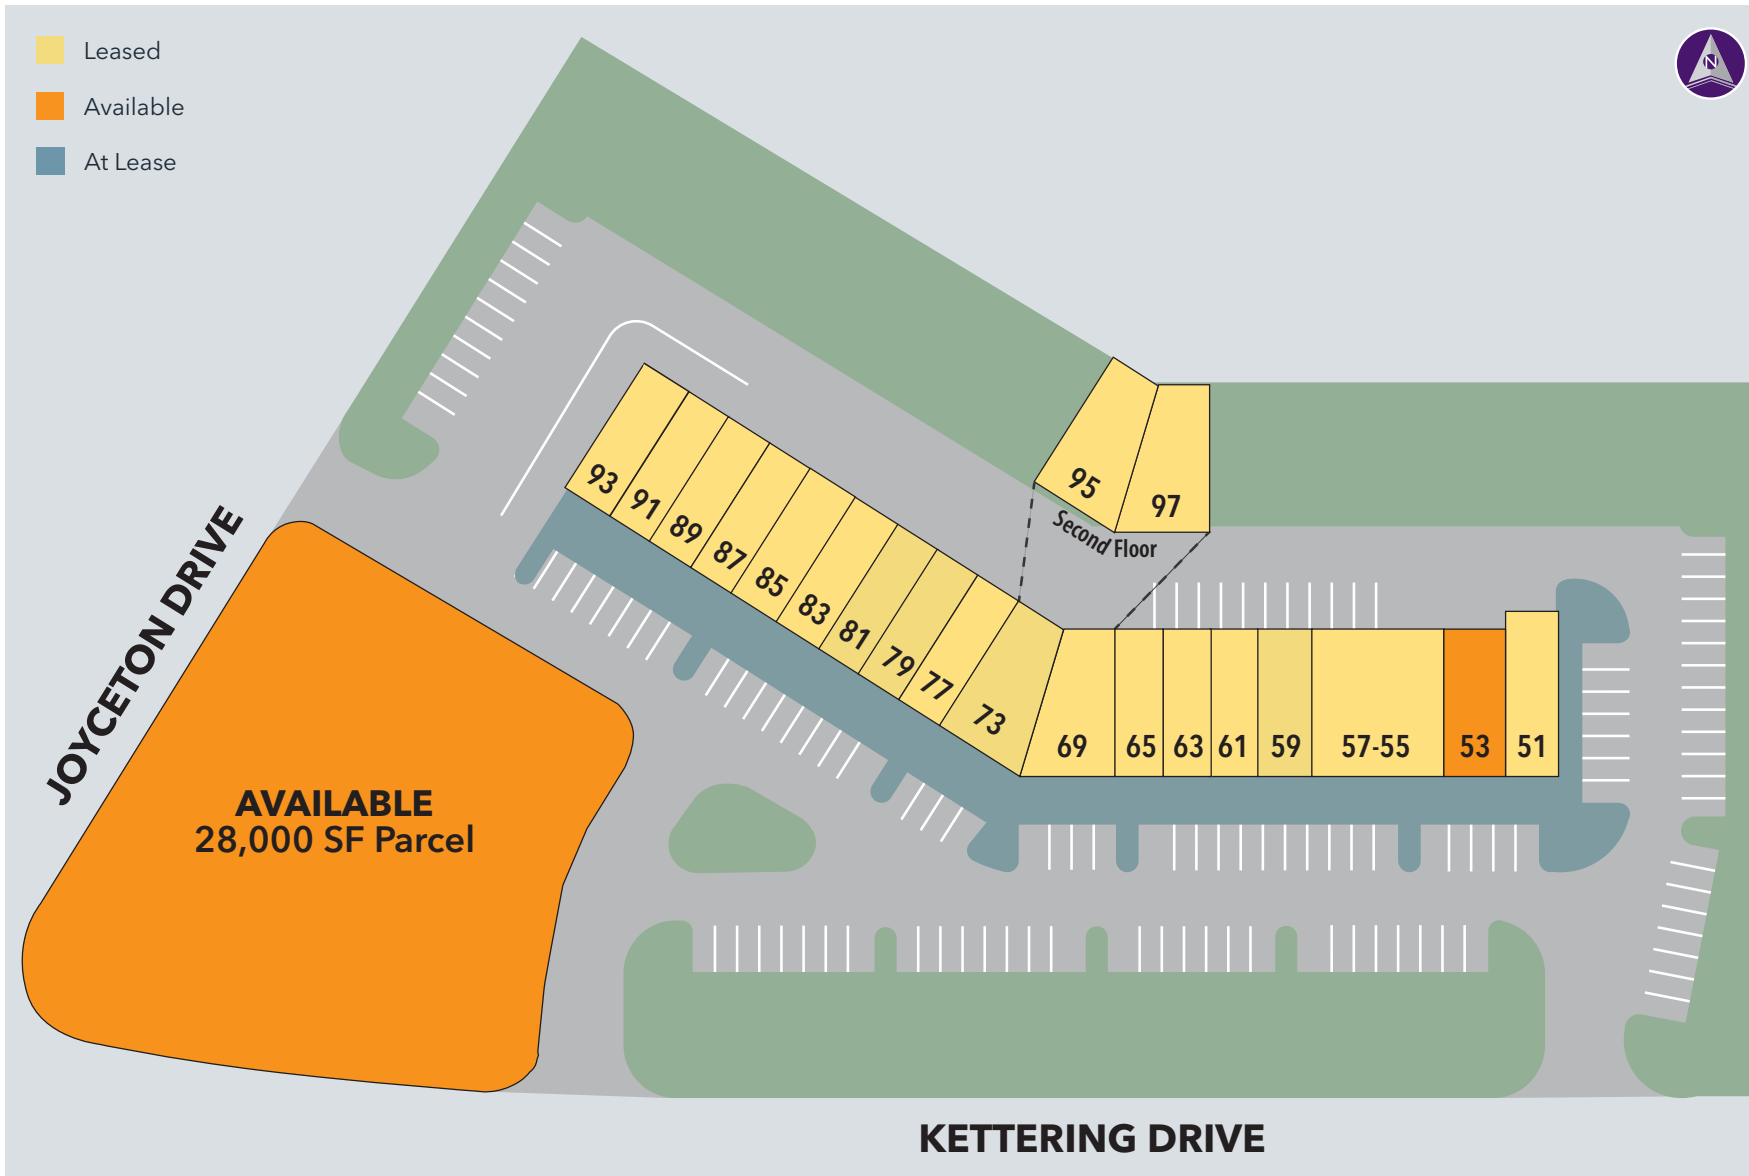 Leased
Available
At Lease
N
95
97
Second Floor
93
91
89
87
85
83
81
79
77
73
69
65
63
61
59
57-55
53
51
JOYCETON DRIVE
AVAILABLE
28,000 SF Parcel
KETTERING DRIVE